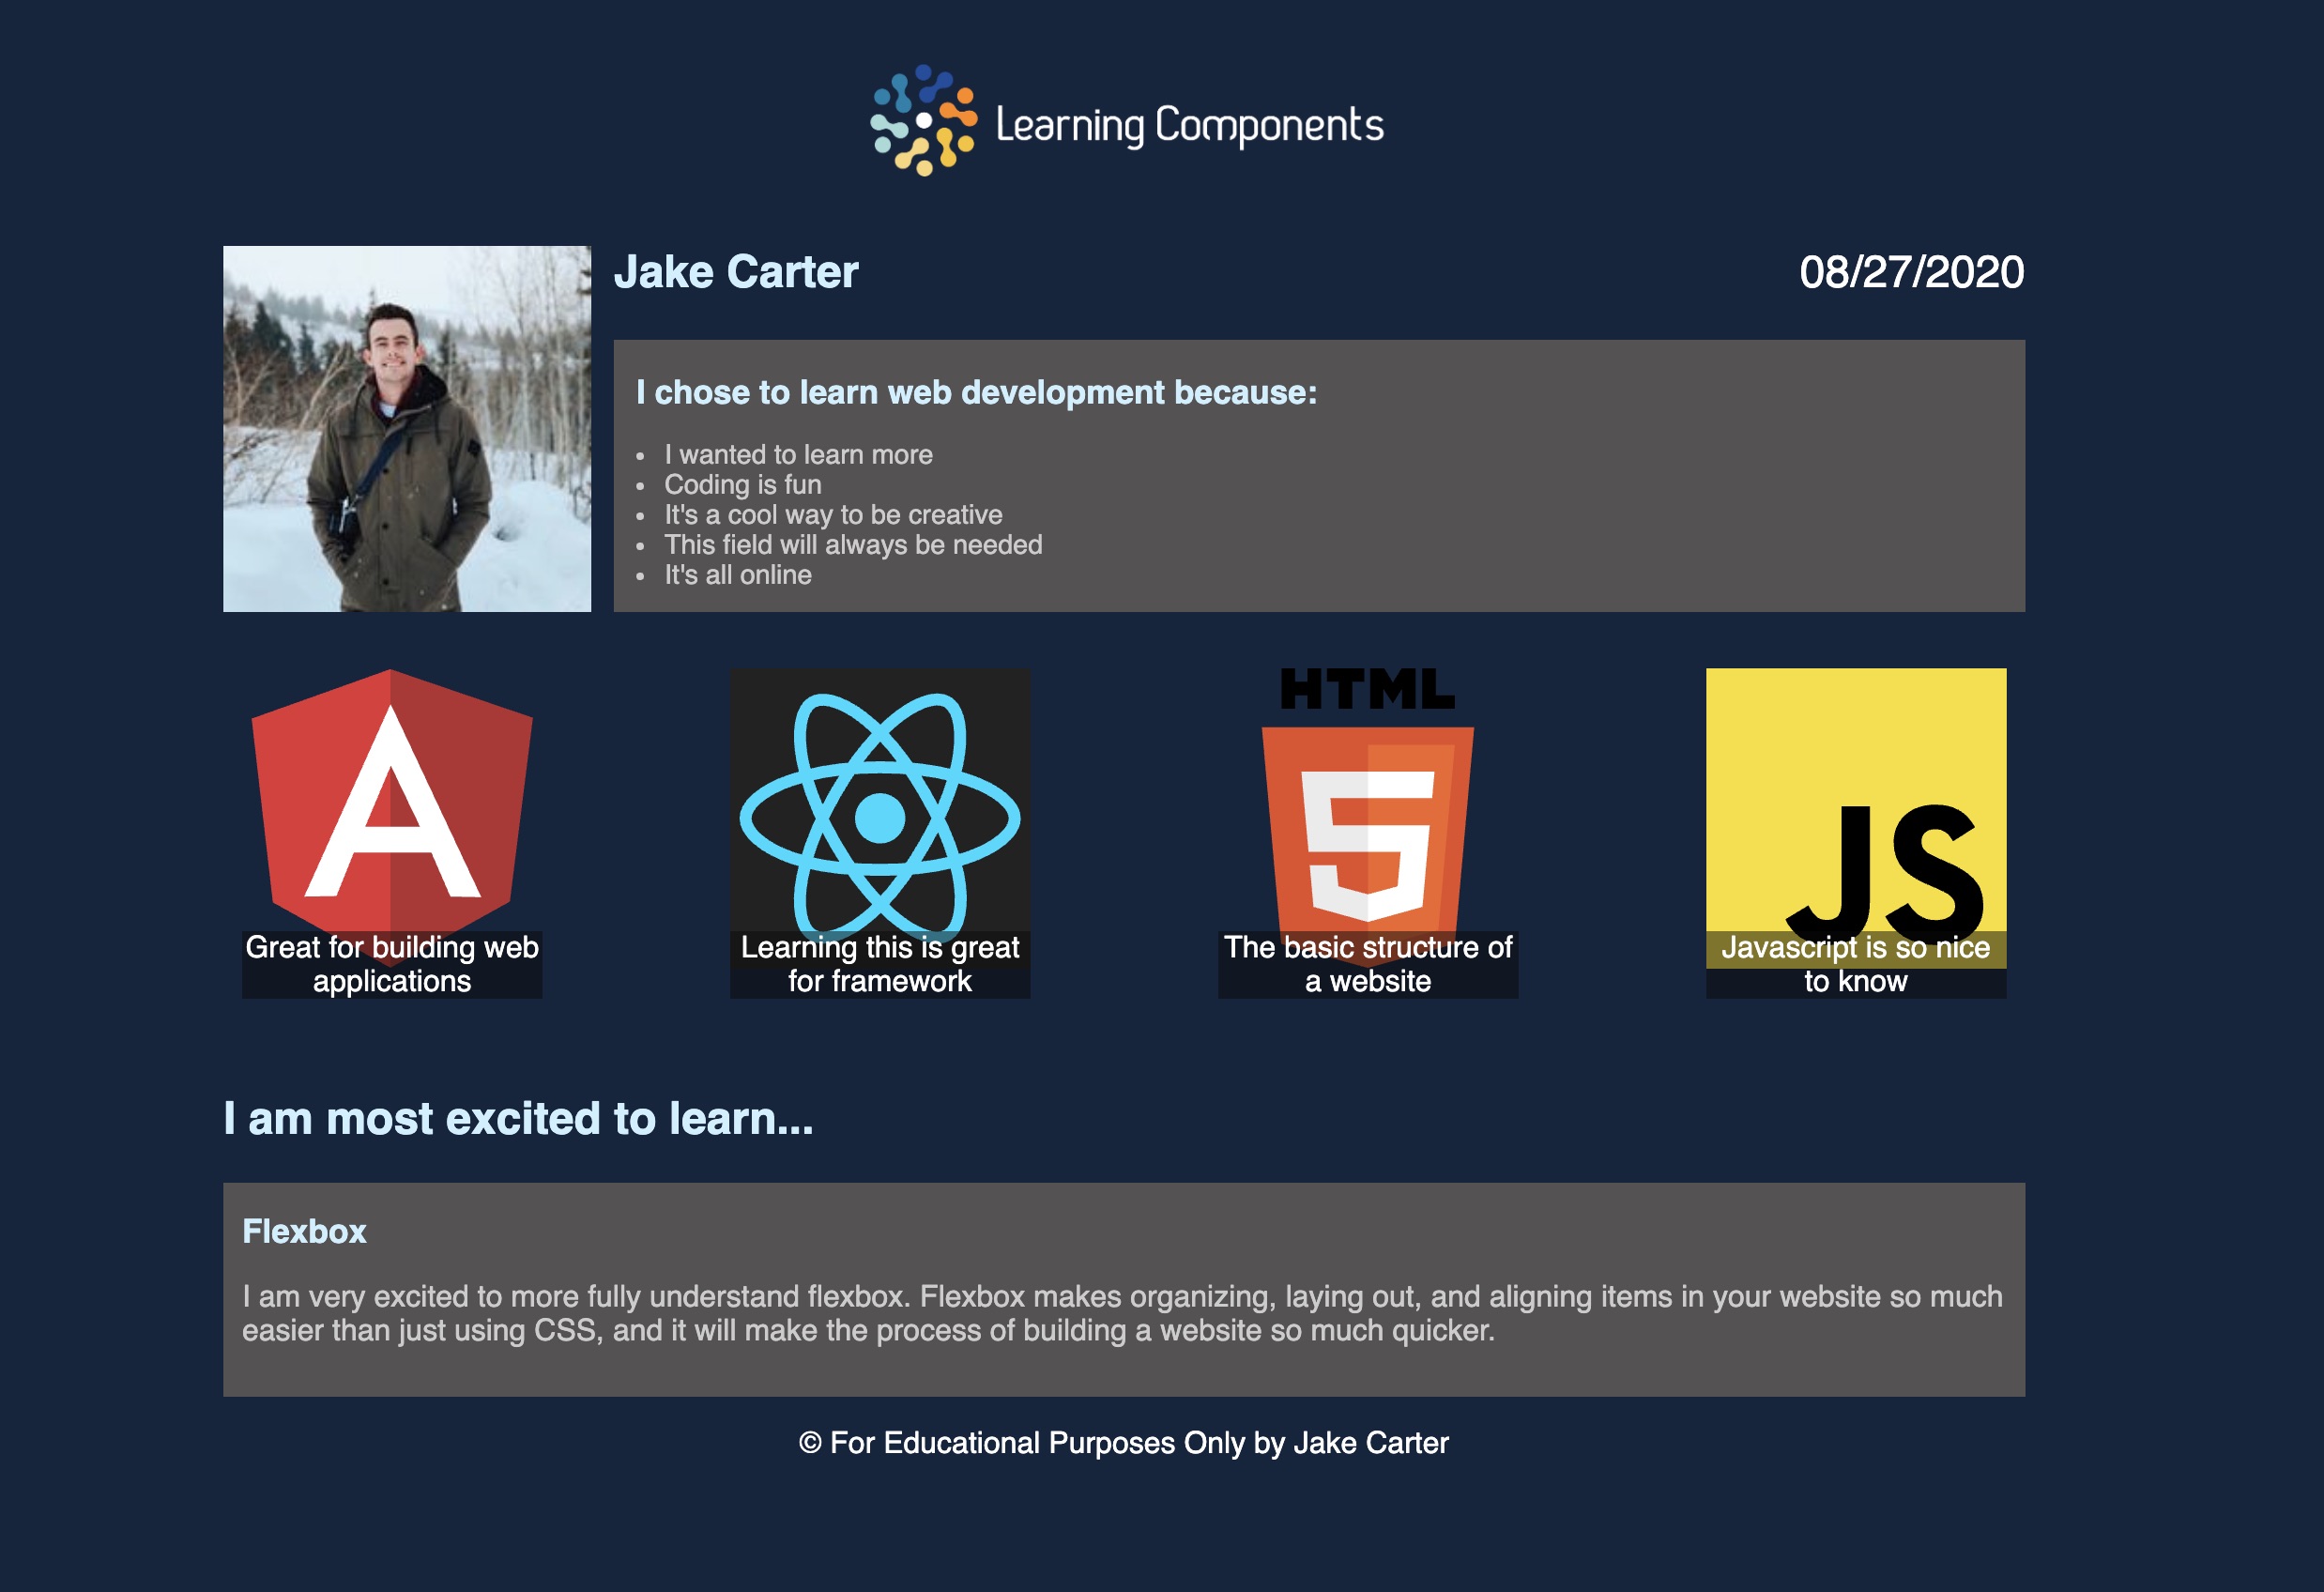 Learning Components
Jake Carter
08/27/2020
I chose to learn web development because:
• I wanted to learn more
• Coding is fun
• It's a cool way to be creative
• This field will always be needed
• It's all online
A
Great for building web
applications
Learning this is great
for framework
HTML
5
The basic structure of
a website
JS
Javascript is so nice
to know
I am most excited to learn...
Flexbox
I am very excited to more fully understand flexbox. Flexbox makes organizing, laying out, and aligning items in your website so much
easier than just using CSS, and it will make the process of building a website so much quicker.
© For Educational Purposes Only by Jake Carter